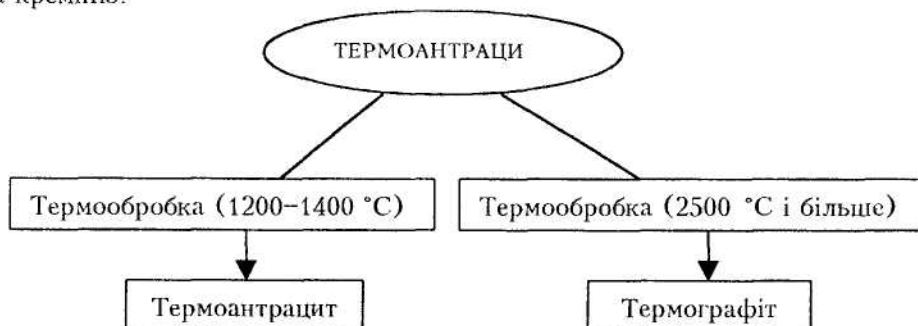 кремнію.
ТЕРМОАНТРАЦИ
Термообробка (1200–1400 °C)
Термообробка (2500 °C і більше)
Термоантрацит
Термографіт